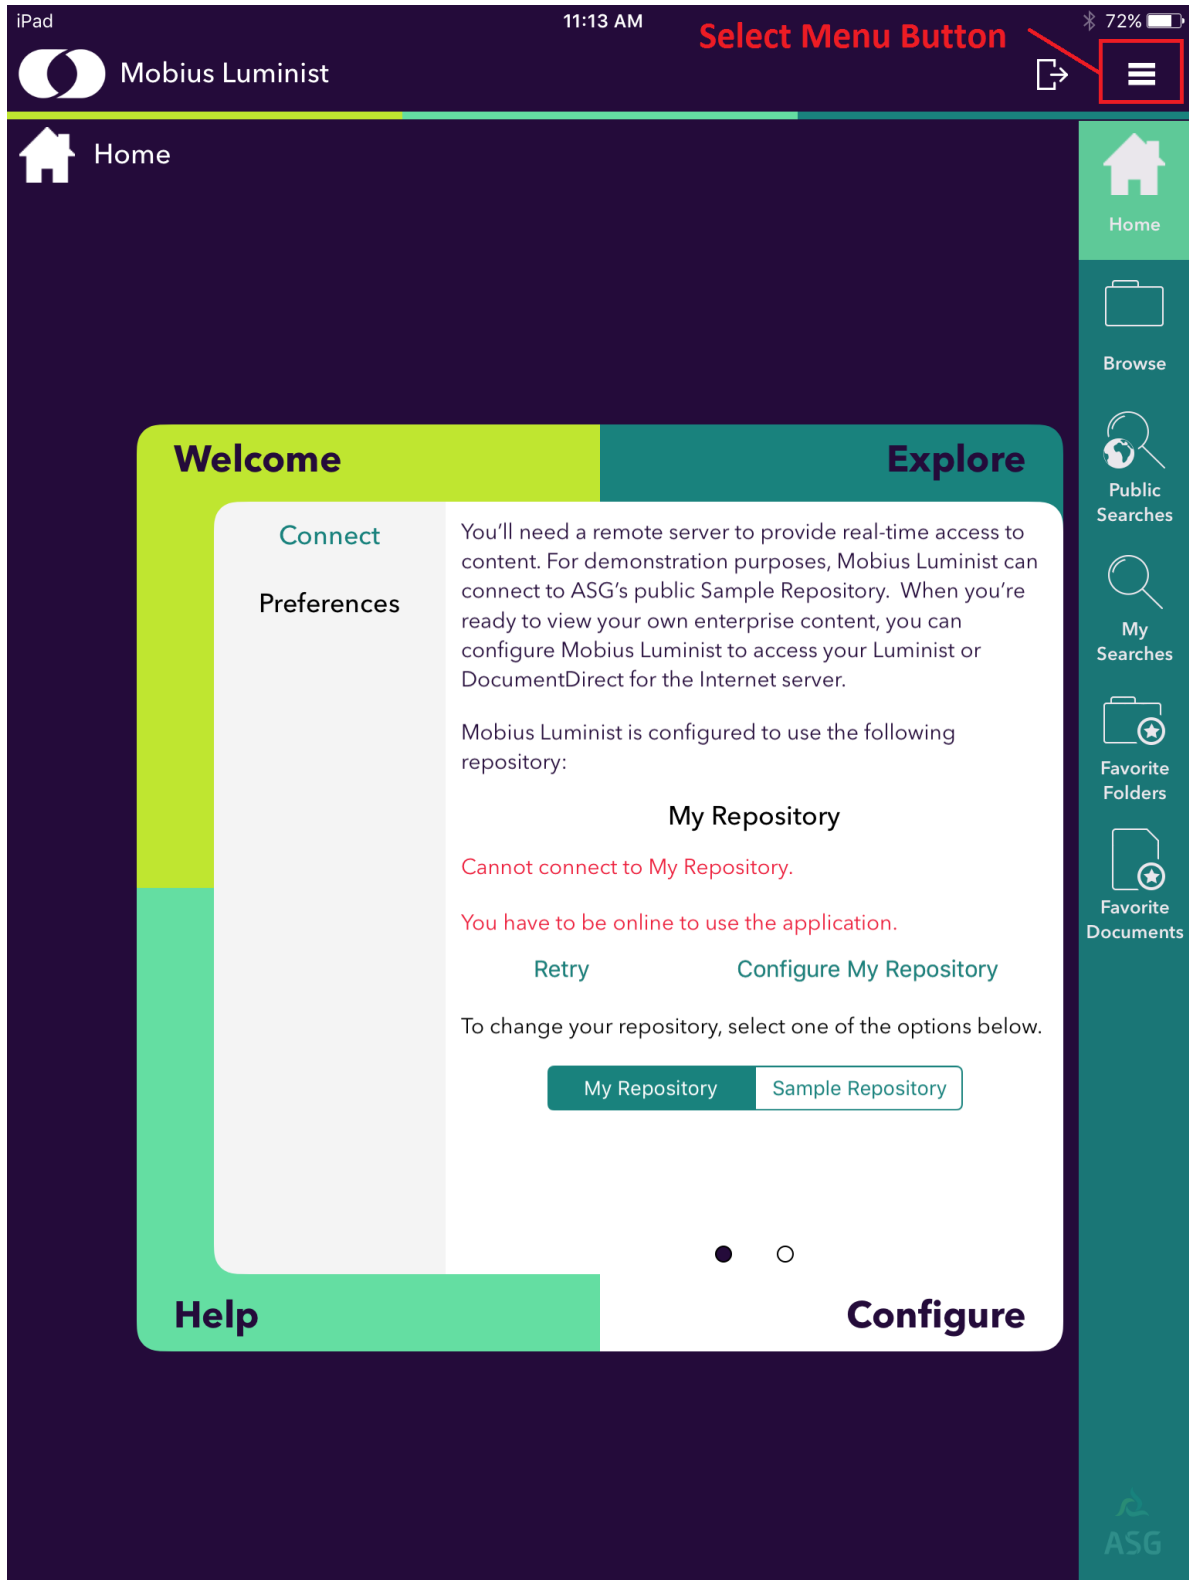 iPad
11:13 AM
72%
Select Menu Button
Mobius Luminist
Home
Home
Browse
Public
Searches
My
Searches
Favorite
Folders
Favorite
Documents
Welcome
Explore
Connect
Preferences
You'll need a remote server to provide real-time access to
content. For demonstration purposes, Mobius Luminist can
connect to ASG's public Sample Repository.  When you're
ready to view your own enterprise content, you can
configure Mobius Luminist to access your Luminist or
DocumentDirect for the Internet server.
Mobius Luminist is configured to use the following
repository:
My Repository
Cannot connect to My Repository.
You have to be online to use the application.
Retry
Configure My Repository
To change your repository, select one of the options below.
My Repository
Sample Repository
Help
Configure
ASG